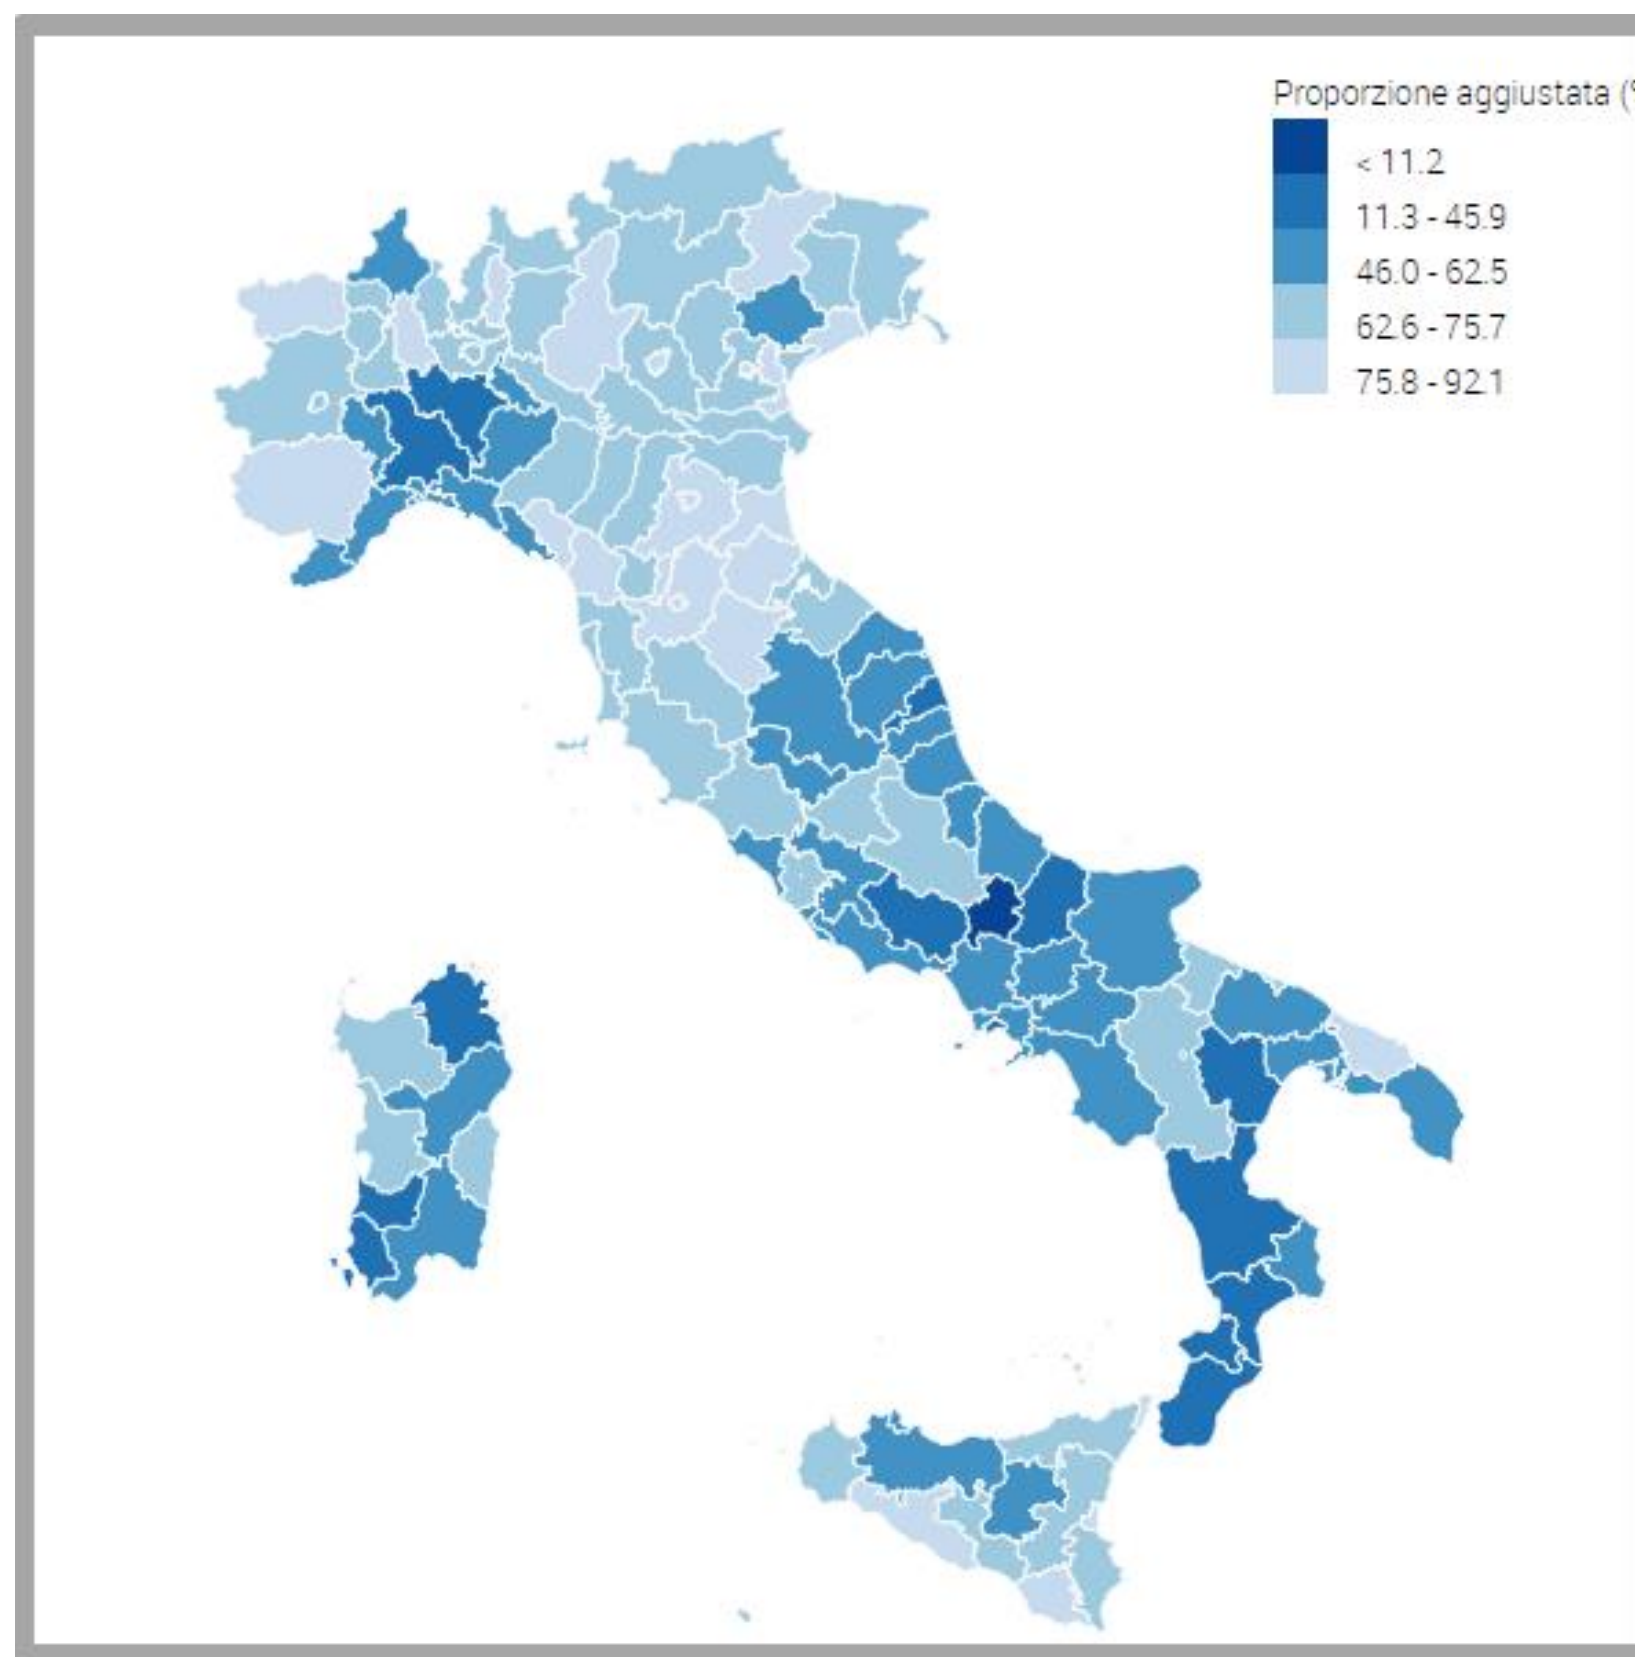 Proporzione aggiustata (
< 11.2
11.3 - 45.9
46.0 - 62.5
62.6 - 75.7
75.8 - 92.1